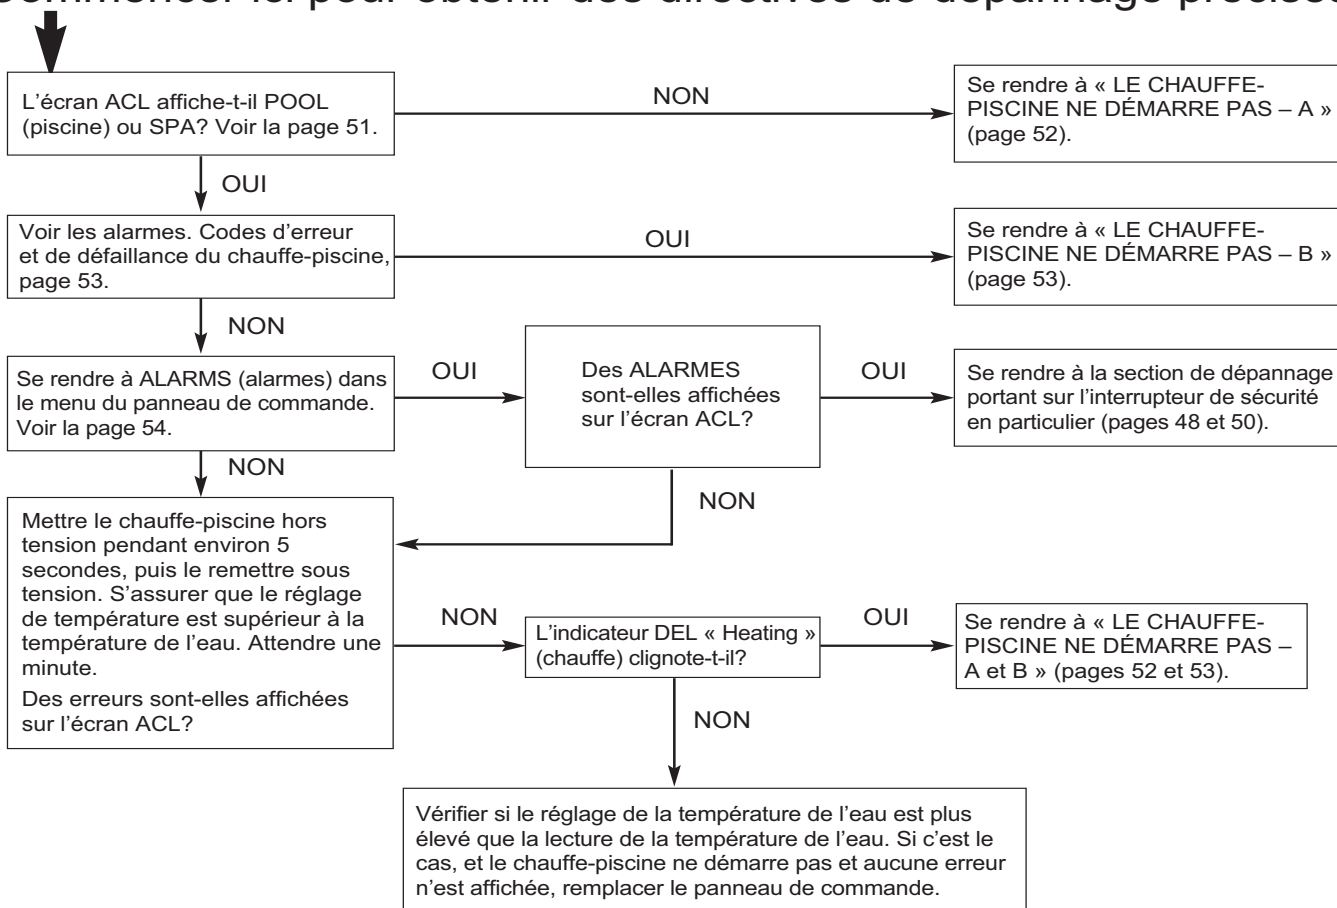 Commencer ici pour obtenir des directives de dépannage précises
L'écran ACL affiche-t-il POOL
(piscine) ou SPA? Voir la page 51.
NON
Se rendre à « LE CHAUFFE-
PISCINE NE DÉMARRE PAS – A »
(page 52).
OUI
Voir les alarmes. Codes d'erreur
et de défaillance du chauffe-piscine,
page 53.
OUI
Se rendre à « LE CHAUFFE-
PISCINE NE DÉMARRE PAS – B »
(page 53).
NON
Se rendre à ALARMS (alarmes) dans
le menu du panneau de commande.
Voir la page 54.
OUI
Des ALARMES
sont-elles affichées
sur l'écran ACL?
OUI
Se rendre à la section de dépannage
portant sur l'interrupteur de sécurité
en particulier (pages 48 et 50).
NON
NON
Mettre le chauffe-piscine hors
tension pendant environ 5
secondes, puis le remettre sous
tension. S'assurer que le réglage
de température est supérieur à la
température de l'eau. Attendre une
minute.
Des erreurs sont-elles affichées
sur l'écran ACL?
NON
L'indicateur DEL « Heating »
(chauffe) clignote-t-il?
OUI
Se rendre à « LE CHAUFFE-
PISCINE NE DÉMARRE PAS –
A et B » (pages 52 et 53).
NON
Vérifier si le réglage de la température de l'eau est plus
élevé que la lecture de la température de l'eau. Si c'est le
cas, et le chauffe-piscine ne démarre pas et aucune erreur
n'est affichée, remplacer le panneau de commande.